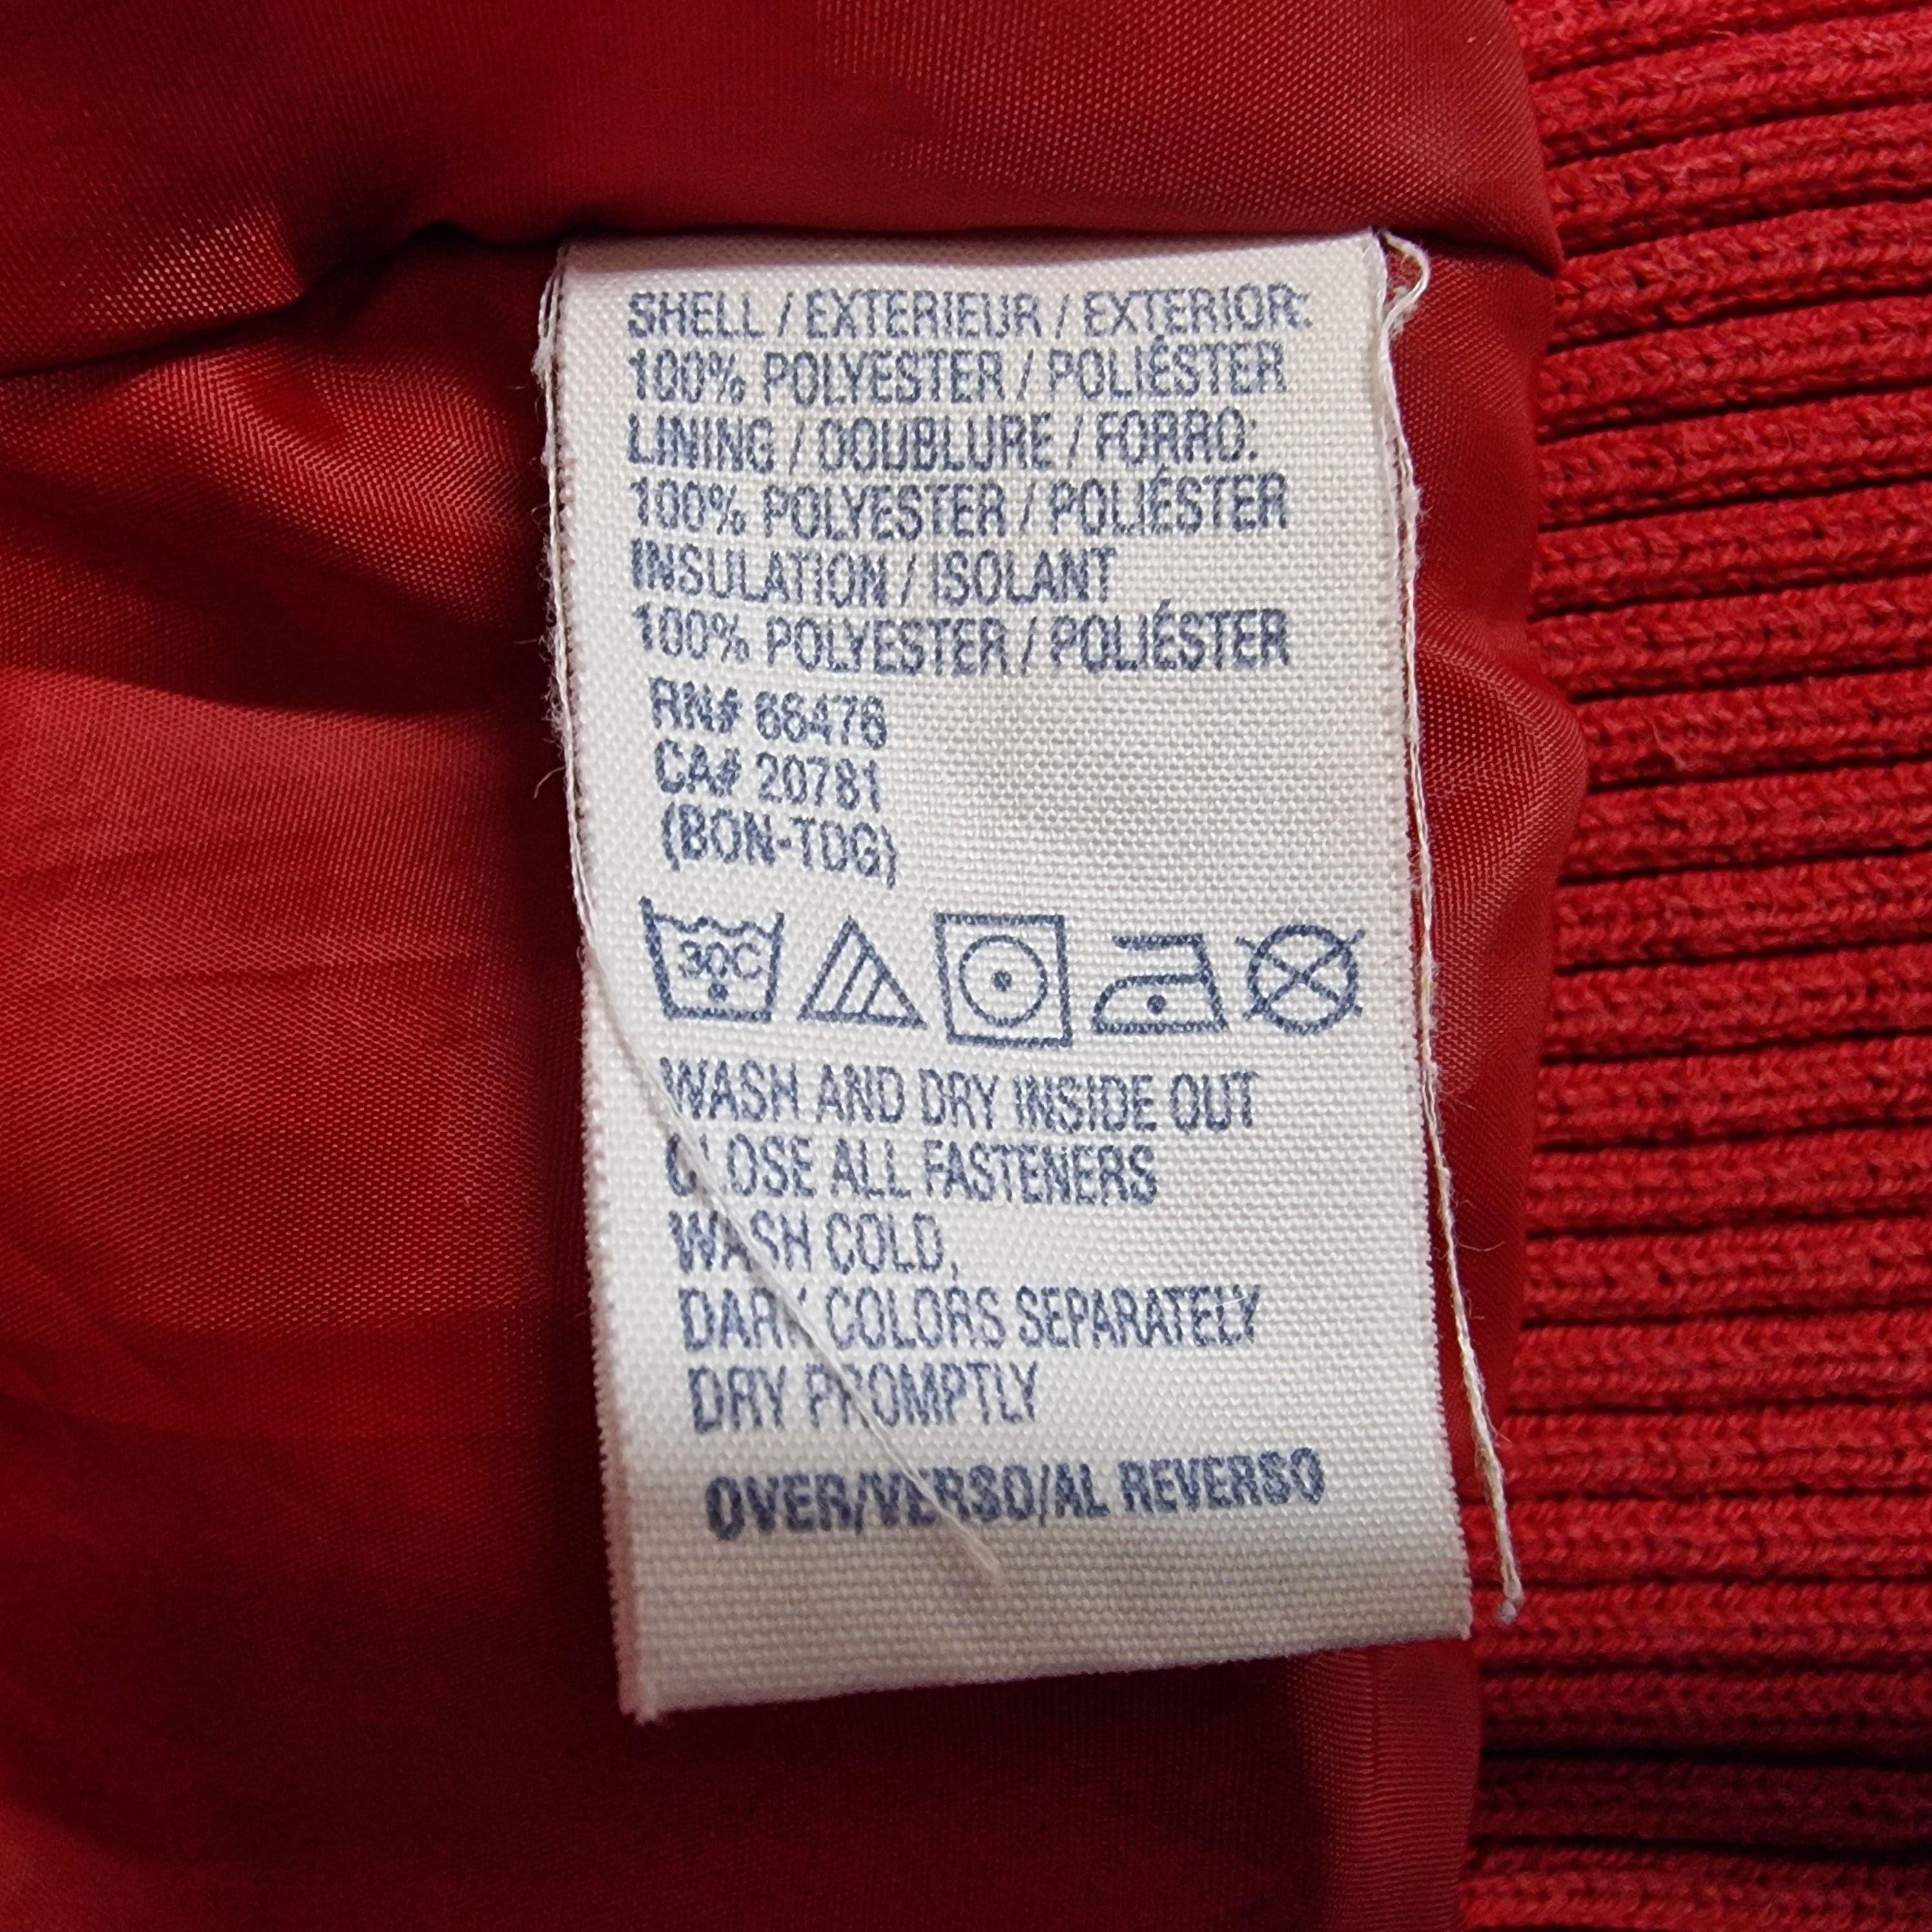 SHELL / EXTERIEUR / EXTERIOR:
100% POLYESTER / POLIÉSTER
LINING / DOUBLURE / FORRO:
100% POLYESTER / POLIÉSTER
INSULATION / ISOLANT
100% POLYESTER / POLIÉSTER
RN# 66476
CA# 20781
(BON-TDG)
30C
WASH AND DRY INSIDE OUT
CLOSE ALL FASTENERS
WASH COLD,
DARK COLORS SEPARATELY
DRY PROMPTLY
OVER/VERSO/AL REVERSO